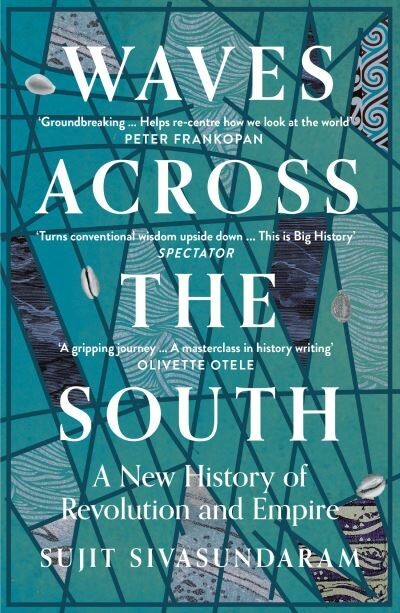 WAVES
‘Groundbreaking ... Helps re-centre how we look at the world’
PETER FRANKOPAN
ACROSS
‘Turns conventional wisdom upside down ... This is Big History’
SPECTATOR
THE
‘A gripping journey ... A masterclass in history writing’
OLIVETTE OTELE
SOUTH
A New History of
Revolution and Empire
SUJIT SIVASUNDARAM